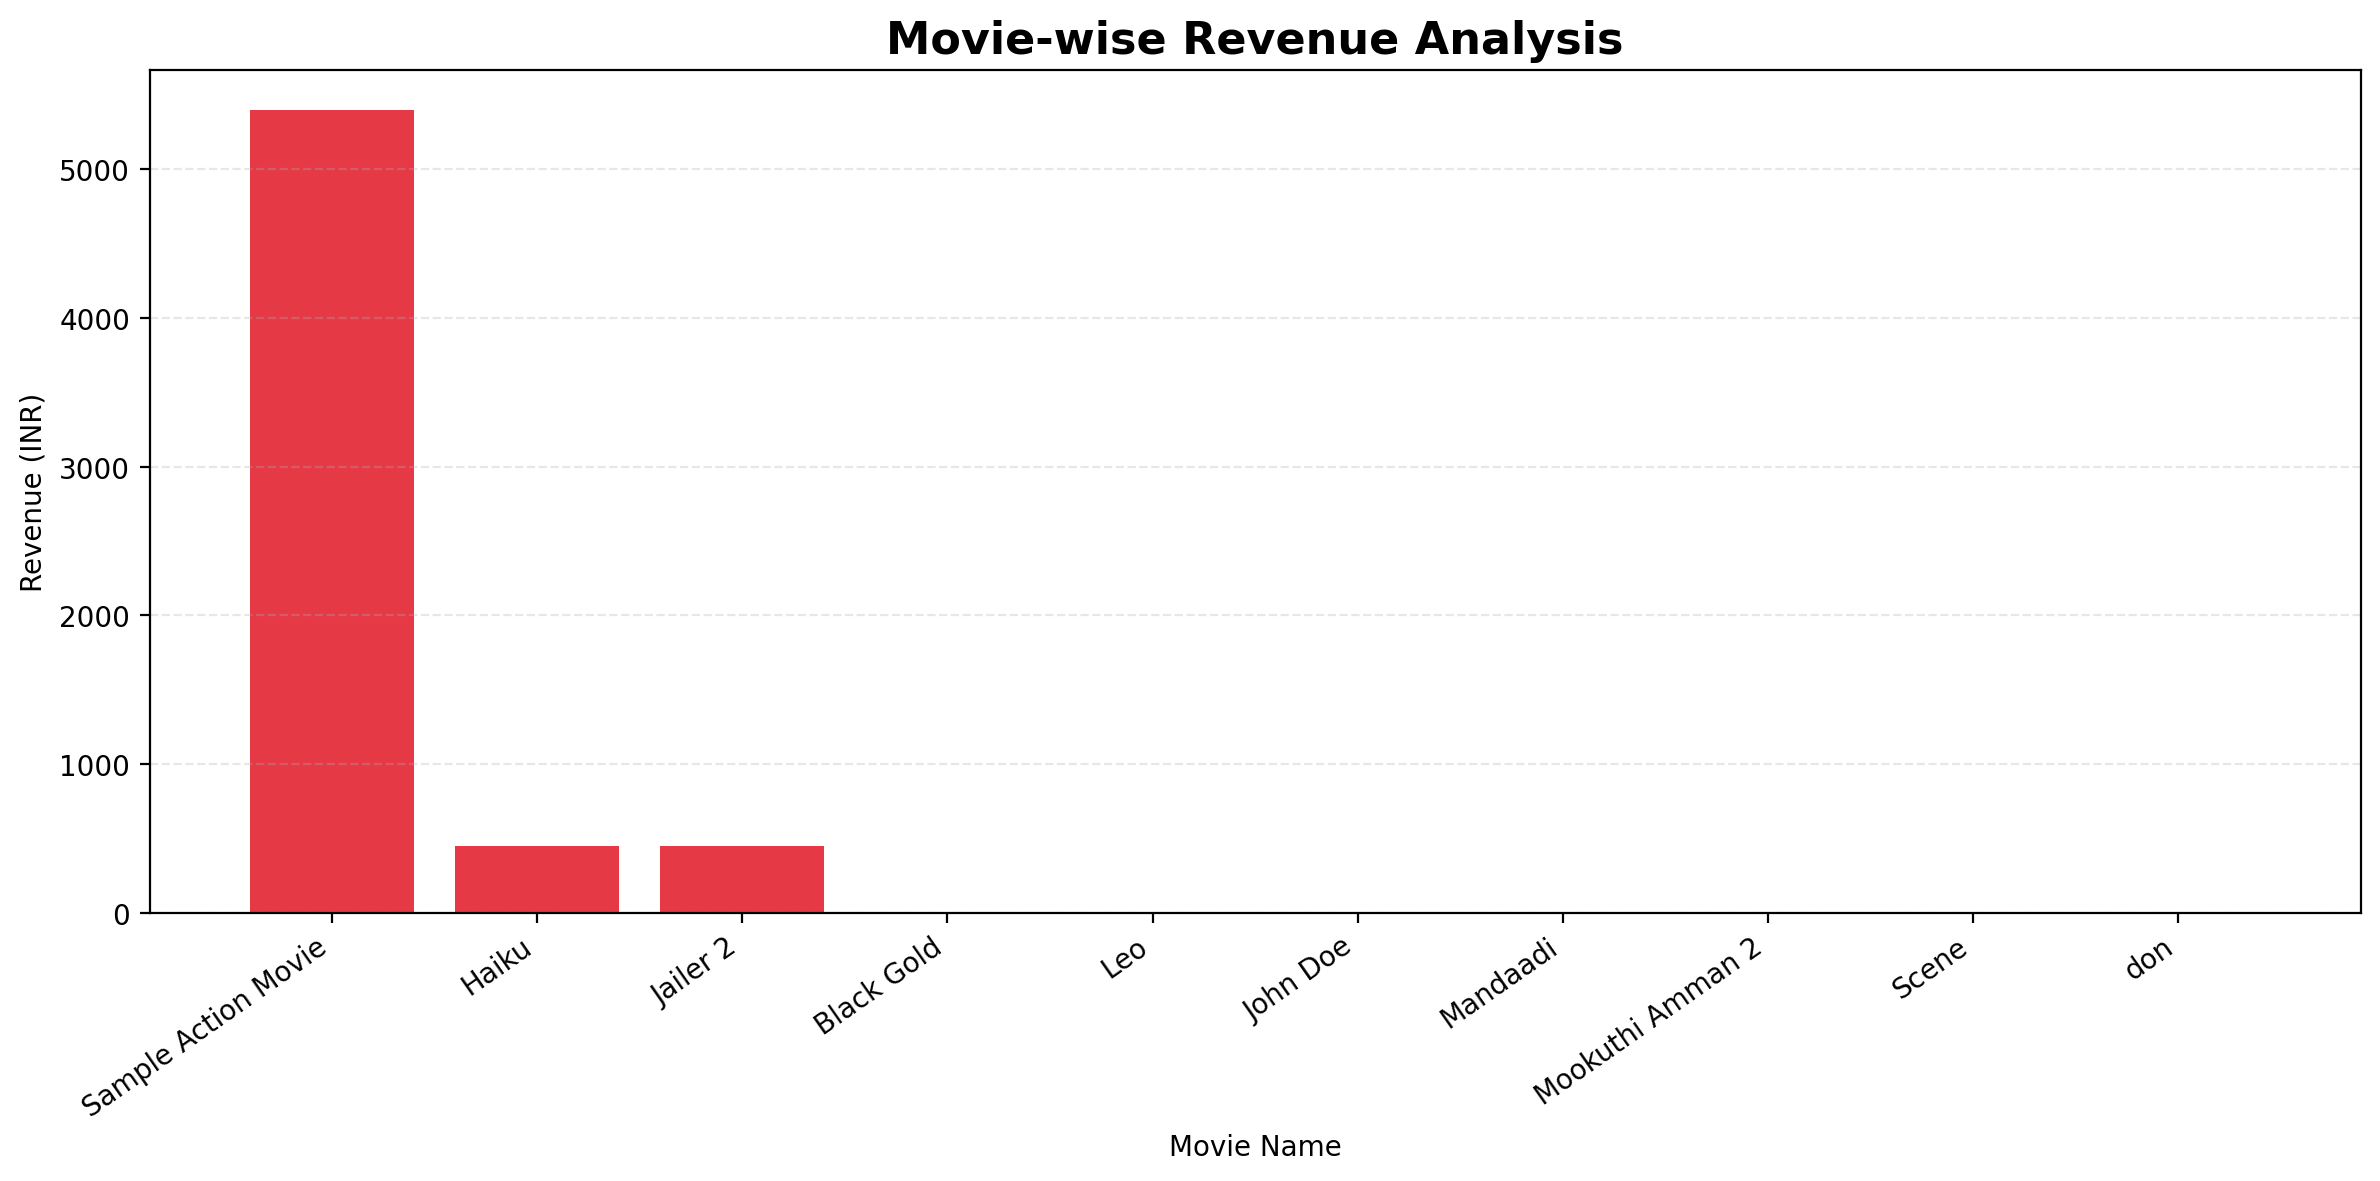 Movie-wise Revenue Analysis
Revenue (INR)
5000
4000
3000
2000
1000
0
Sample Action Movie
Haiku
Jailer 2
Black Gold
Leo
John Doe
Mandaadi
Mookuthi Amman 2
Scene
don
Movie Name